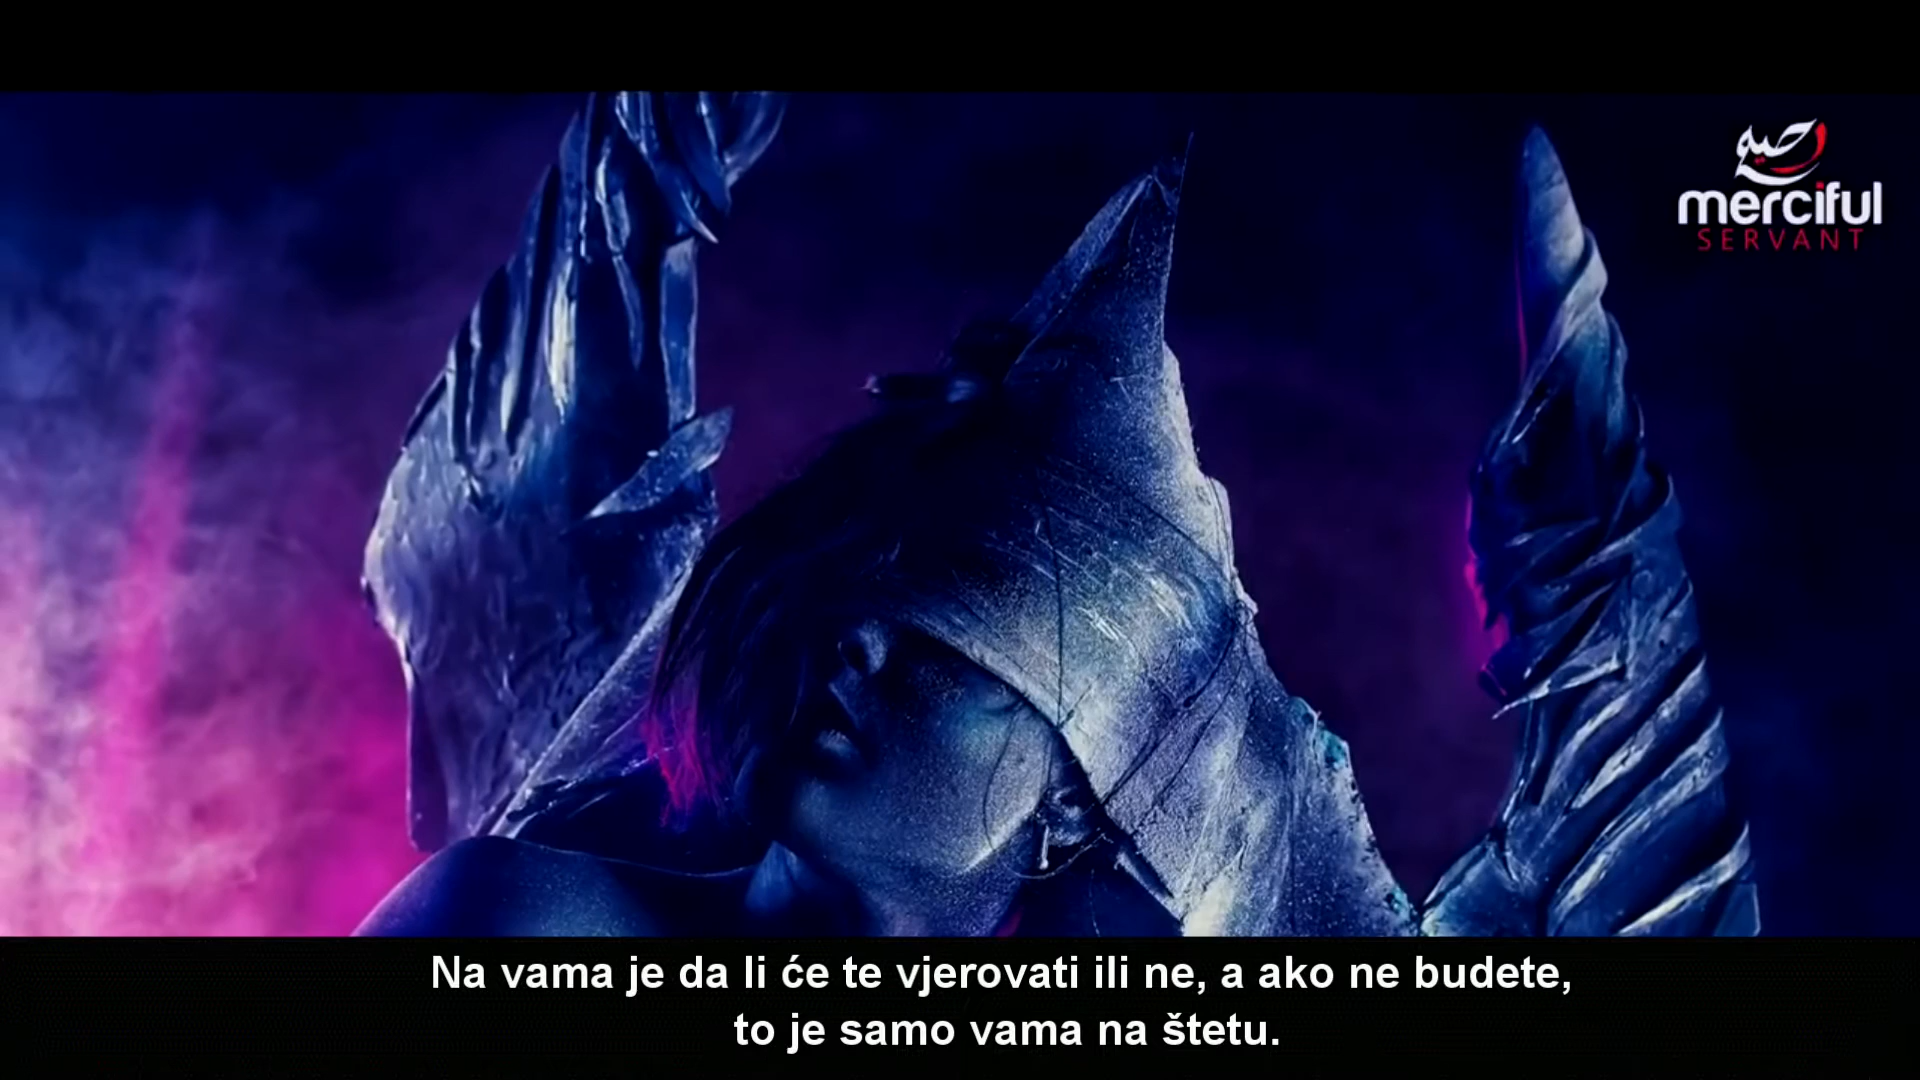 merciful
SERVANT
Na vama je da li će te vjerovati ili ne, a ako ne budete,
to je samo vama na štetu.